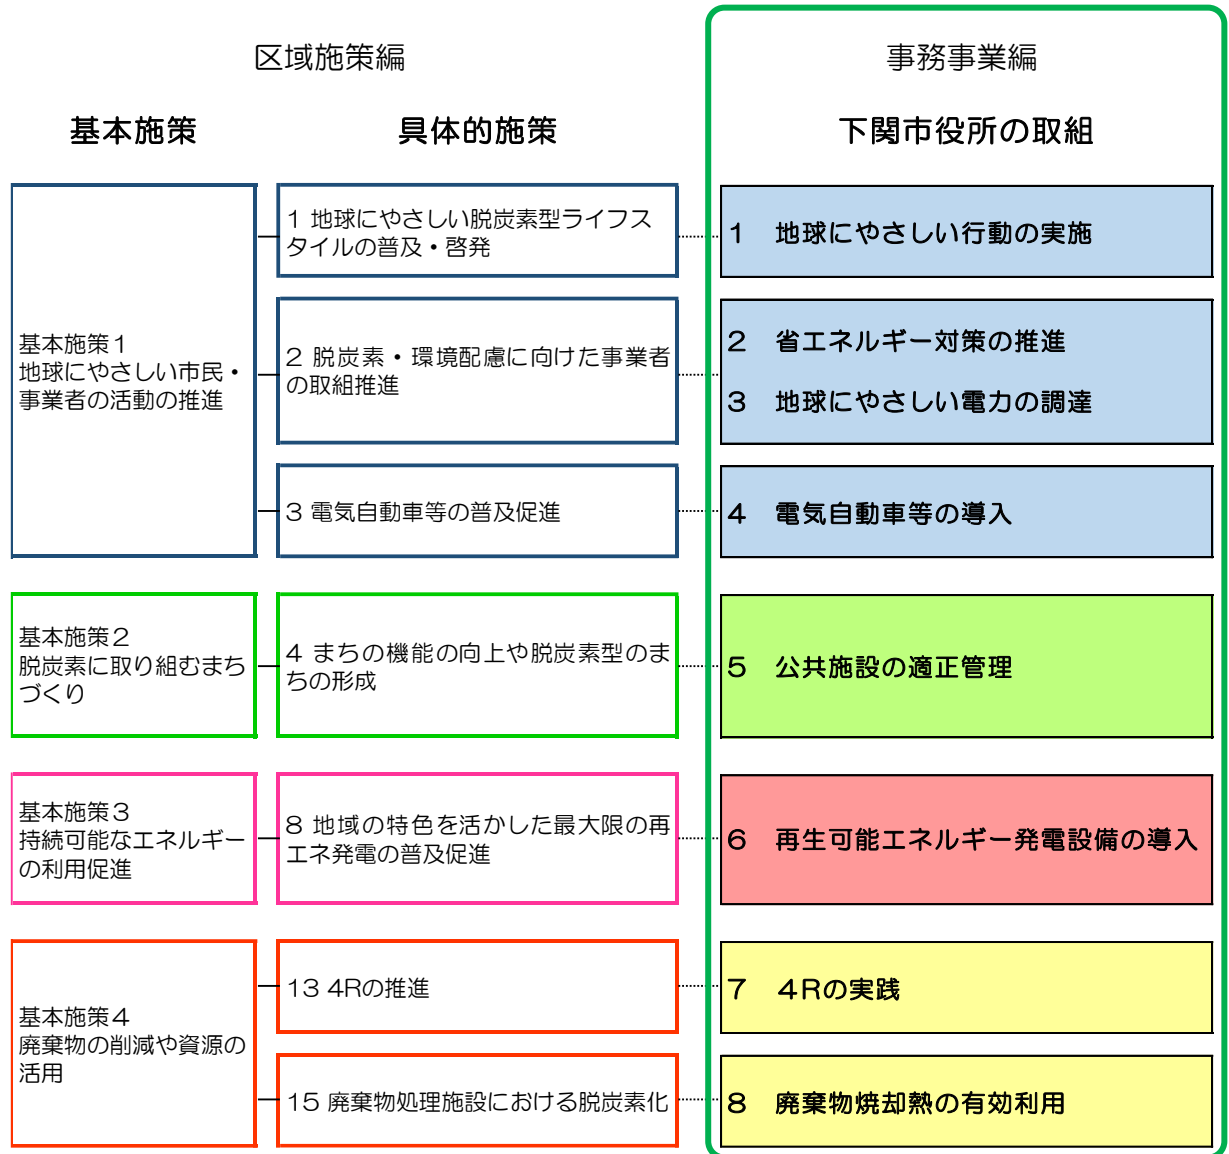 区域施策編
事務事業編
基本施策
具体的施策
下関市役所の取組
基本施策1
地球にやさしい市民・
事業者の活動の推進
1 地球にやさしい脱炭素型ライフス
タイルの普及・啓発
1 地球にやさしい行動の実施
2 脱炭素・環境配慮に向けた事業者
の取組推進
2 省エネルギー対策の推進
3 地球にやさしい電力の調達
3 電気自動車等の普及促進
4 電気自動車等の導入
基本施策2
脱炭素に取り組むまち
づくり
4 まちの機能の向上や脱炭素型のま
ちの形成
5 公共施設の適正管理
基本施策3
持続可能なエネルギー
の利用促進
8 地域の特色を活かした最大限の再
エネ発電の普及促進
6 再生可能エネルギー発電設備の導入
基本施策4
廃棄物の削減や資源の
活用
13 4Rの推進
7 4Rの実践
15 廃棄物処理施設における脱炭素化
8 廃棄物焼却熱の有効利用